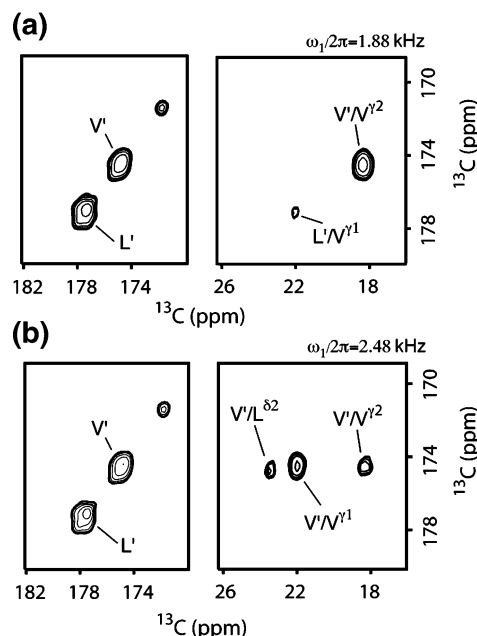 (a)
ω₁/2π=1.88 kHz
V'
L'
V'/Vᵞ²
L'/Vᵞ¹
170
174
178
¹³C (ppm)
182 178 174
26 22 18
¹³C (ppm)
(b)
ω₁/2π=2.48 kHz
V'
L'
V'/Lᵟ²
V'/Vᵞ²
V'/Vᵞ¹
170
174
178
¹³C (ppm)
182 178 174
26 22 18
¹³C (ppm)